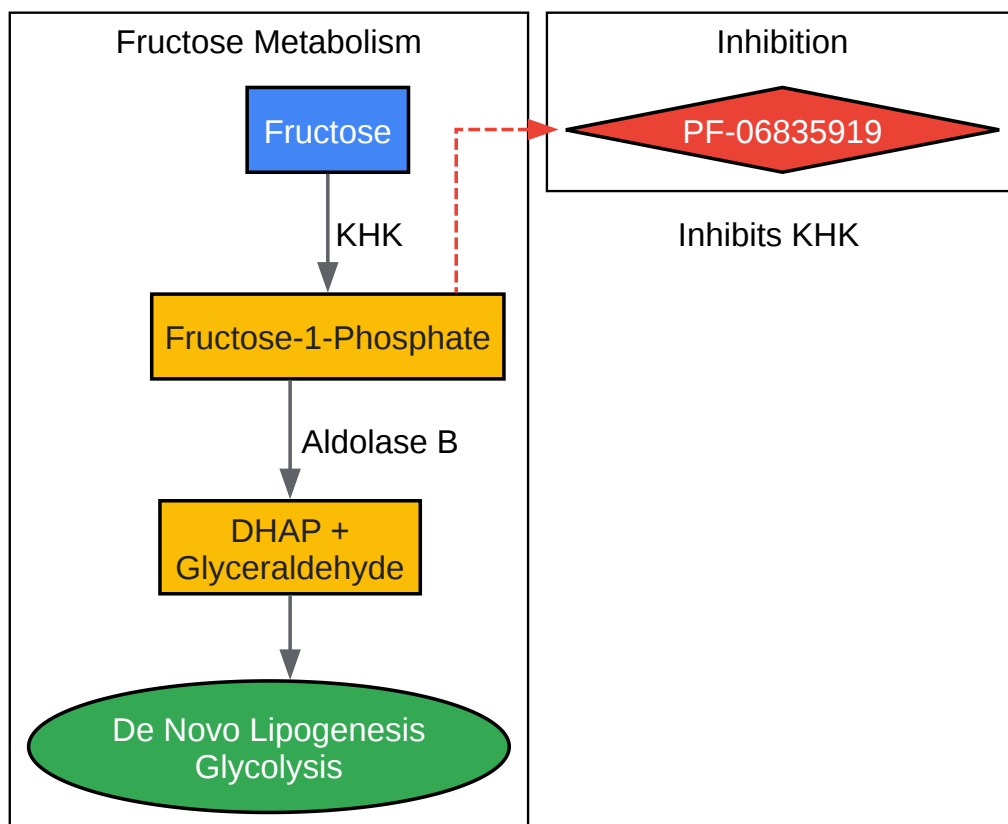 Fructose Metabolism
Inhibition
Fructose
PF-06835919
KHK
Inhibits KHK
Fructose-1-Phosphate
Aldolase B
DHAP +
Glyceraldehyde
De Novo Lipogenesis
Glycolysis